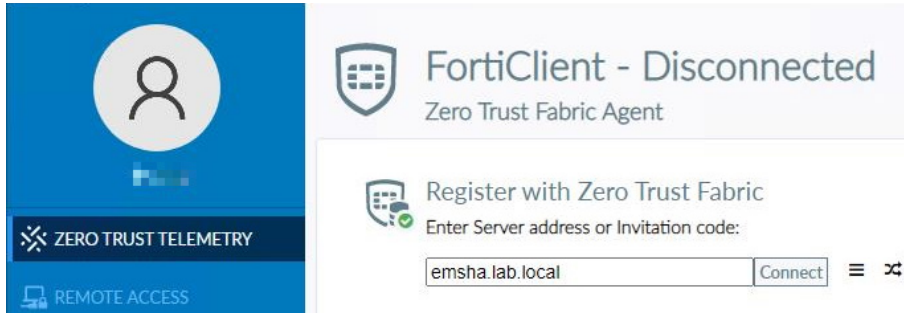 FortiClient - Disconnected
Zero Trust Fabric Agent
ZERO TRUST TELEMETRY
REMOTE ACCESS
Register with Zero Trust Fabric
Enter Server address or Invitation code:
emsha.lab.local Connect